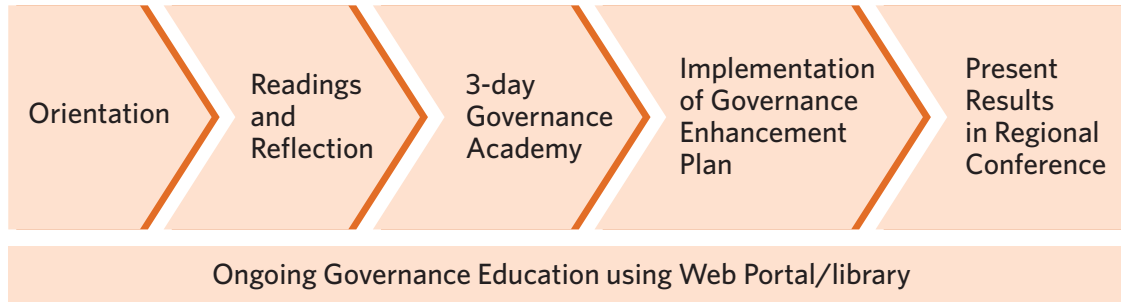 Orientation
Readings
and
Reflection
3-day
Governance
Academy
Implementation
of Governance
Enhancement
Plan
Present
Results
in Regional
Conference
Ongoing Governance Education using Web Portal/library